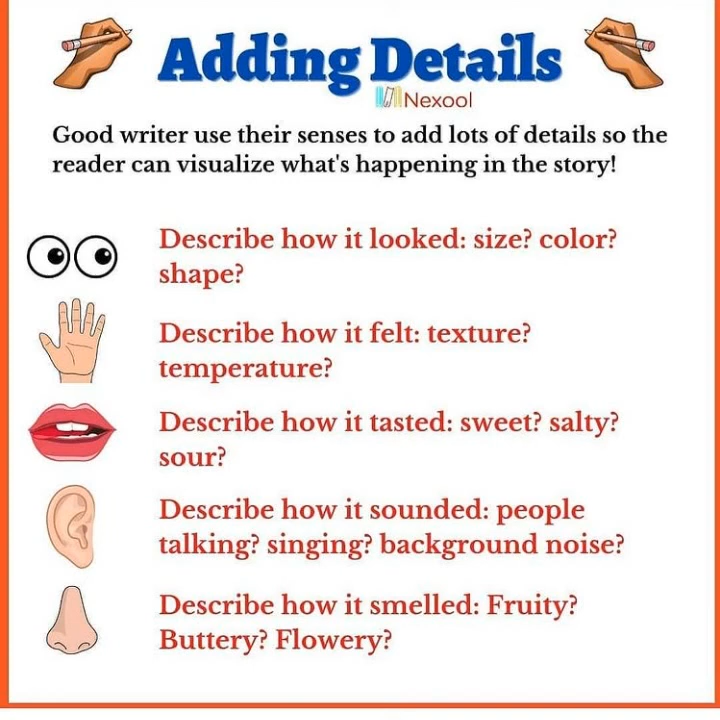 Adding Details
Nexool
Good writer use their senses to add lots of details so the
reader can visualize what's happening in the story!
Describe how it looked: size? color?
shape?
Describe how it felt: texture?
temperature?
Describe how it tasted: sweet? salty?
sour?
Describe how it sounded: people
talking? singing? background noise?
Describe how it smelled: Fruity?
Buttery? Flowery?